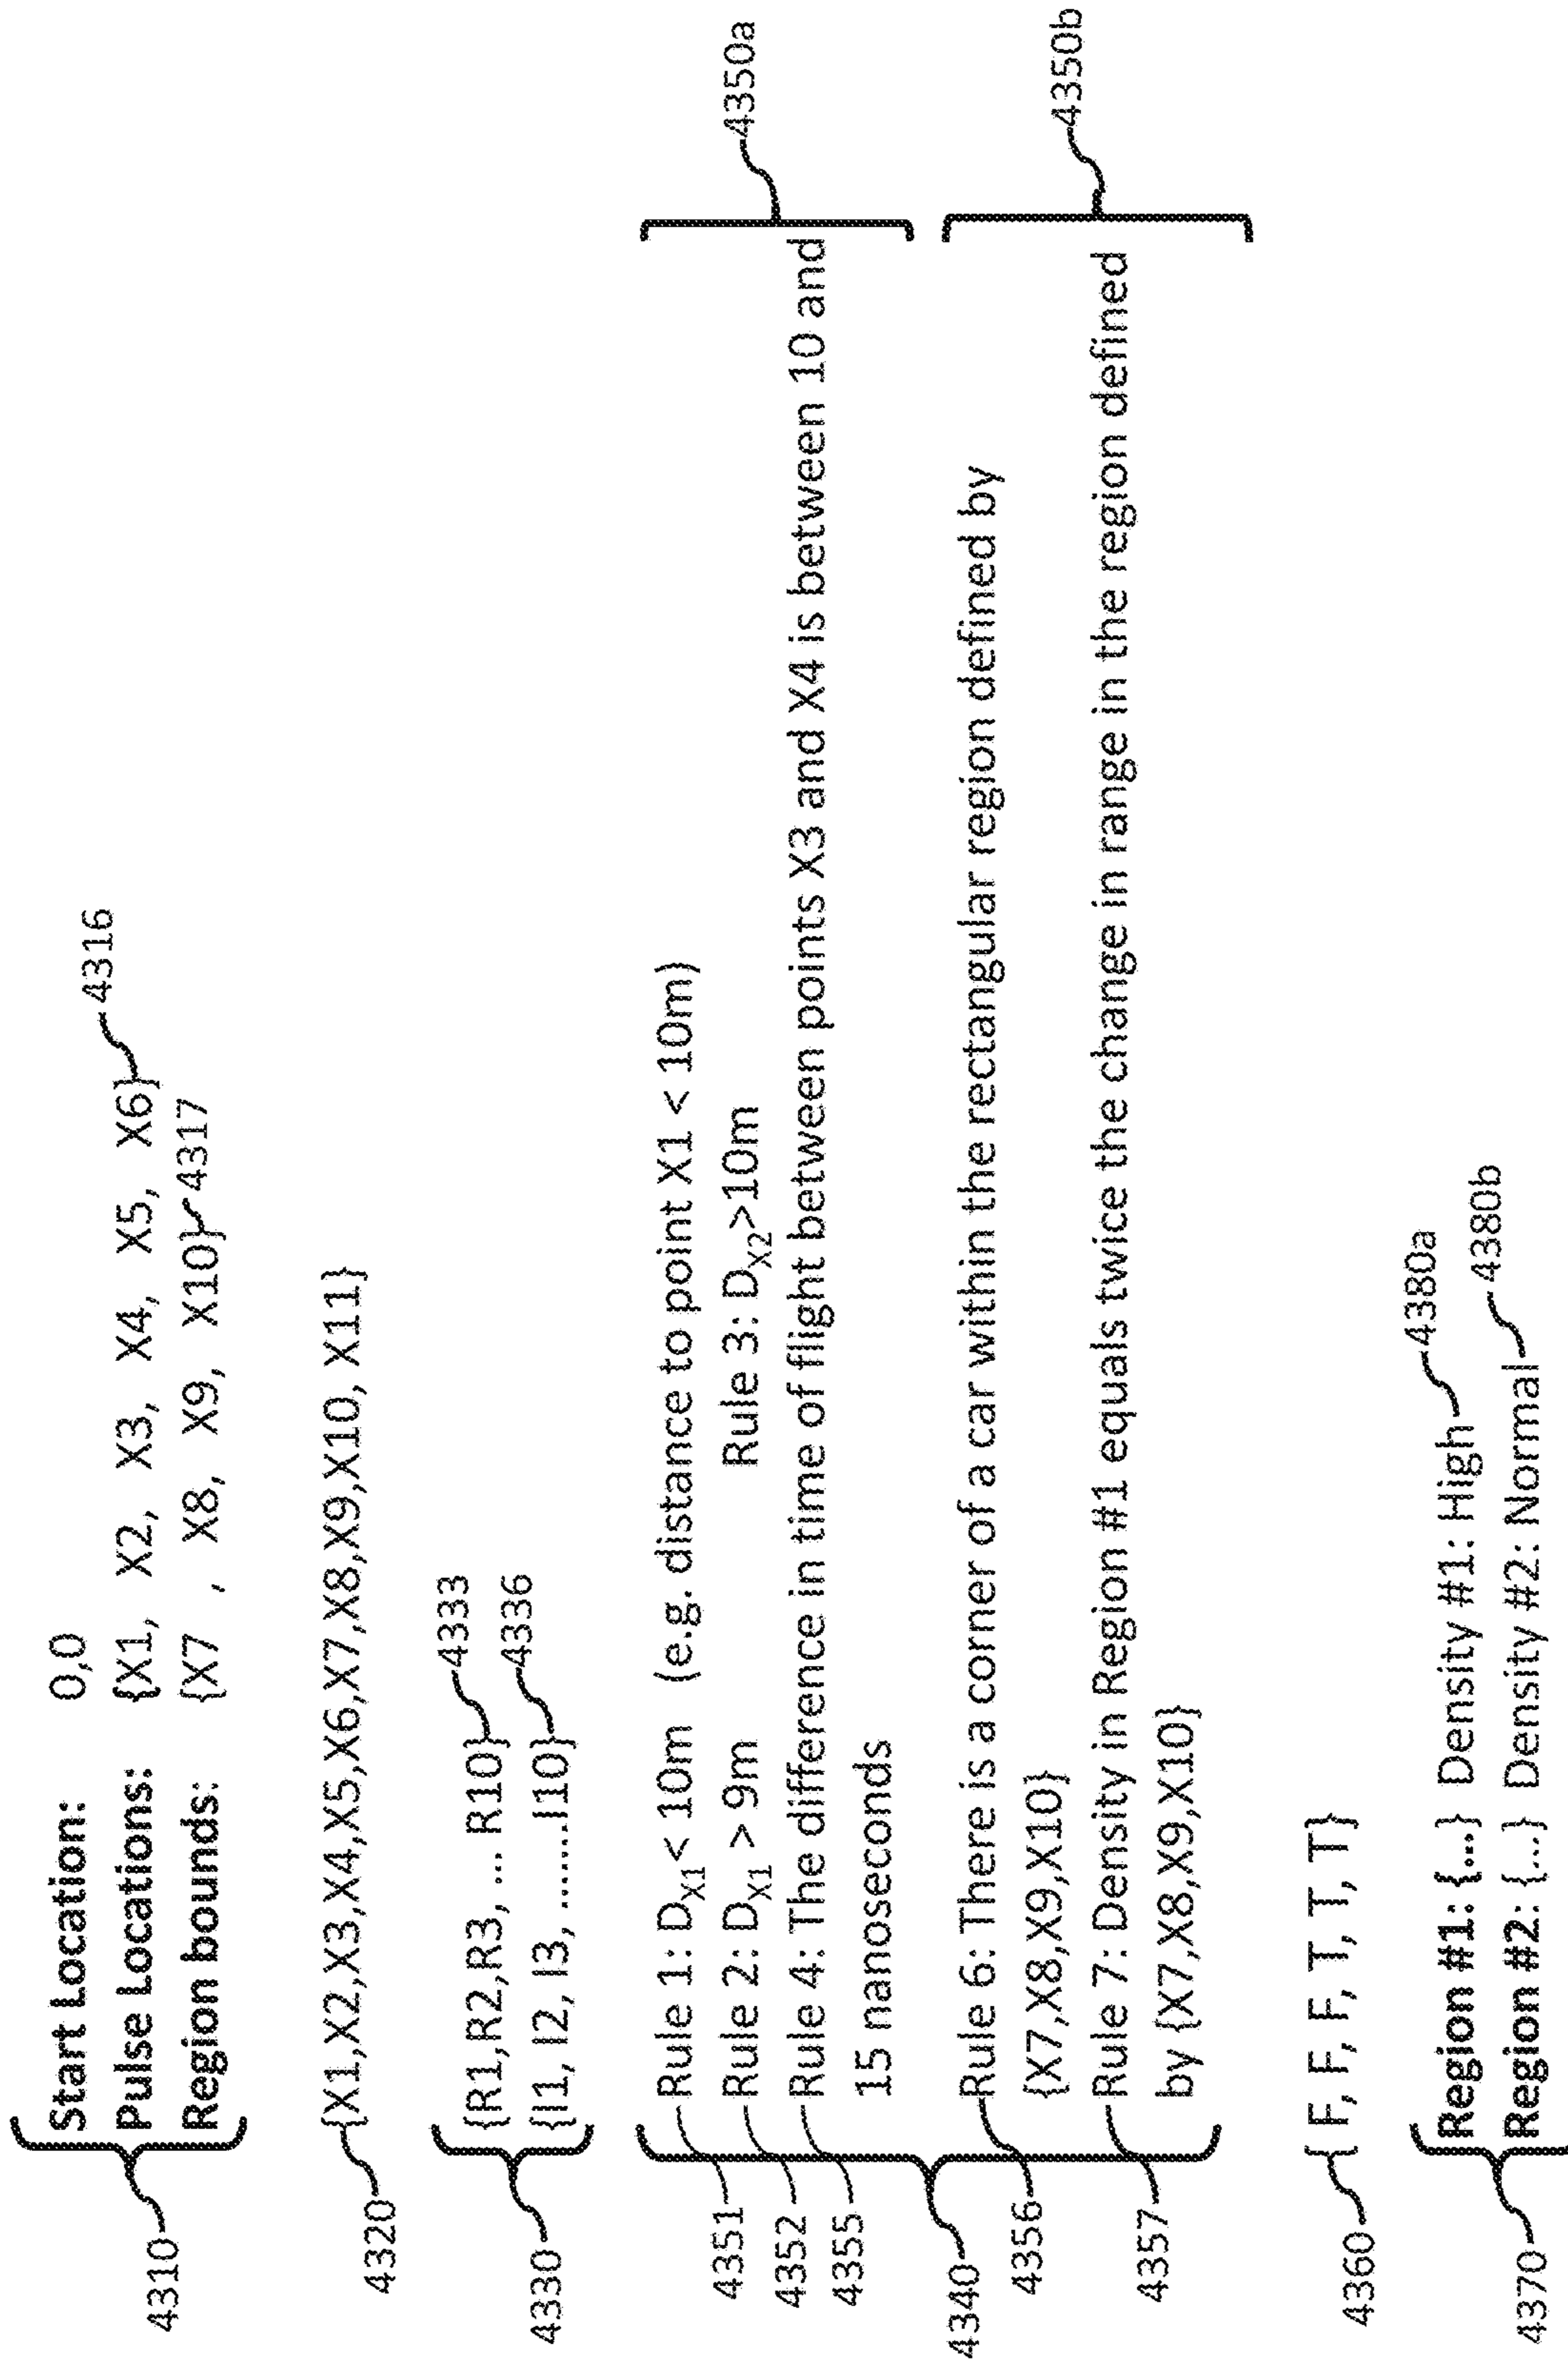 4310 Start Location: 0,0
Pulse Locations: {X1, X2, X3, X4, X5, X6} 4316
Region bounds: {X7 , X8, X9, X10} 4317
4320 {X1,X2,X3,X4,X5,X6,X7,X8,X9,X10, X11}
4330 {R1,R2,R3, ... R10} 4333
{I1, I2, I3, .......I10} 4336
4340
4351 Rule 1: DX1< 10m (e.g. distance to point X1 < 10m)
4352 Rule 2: DX1 > 9m Rule 3: DX2>10m
4355 Rule 4: The difference in time of flight between points X3 and X4 is between 10 and
15 nanoseconds
4350a
4356 Rule 6: There is a corner of a car within the rectangular region defined by
{X7,X8,X9,X10}
4357 Rule 7: Density in Region #1 equals twice the change in range in the region defined
by {X7,X8,X9,X10}
4350b
4360 { F, F, F, T, T, T}
4370 Region #1: {...} Density #1: High 4380a
Region #2: {...} Density #2: Normal 4380b